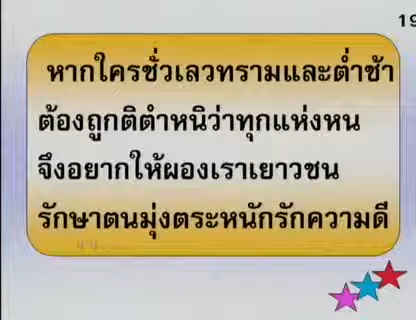 19
หากใครชั่วเลวทรามและต่ำช้า
ต้องถูกติตำหนิว่าทุกแห่งหน
จึงอยากให้ผองเราเยาวชน
รักษาตนมุ่งตระหนักรักความดี